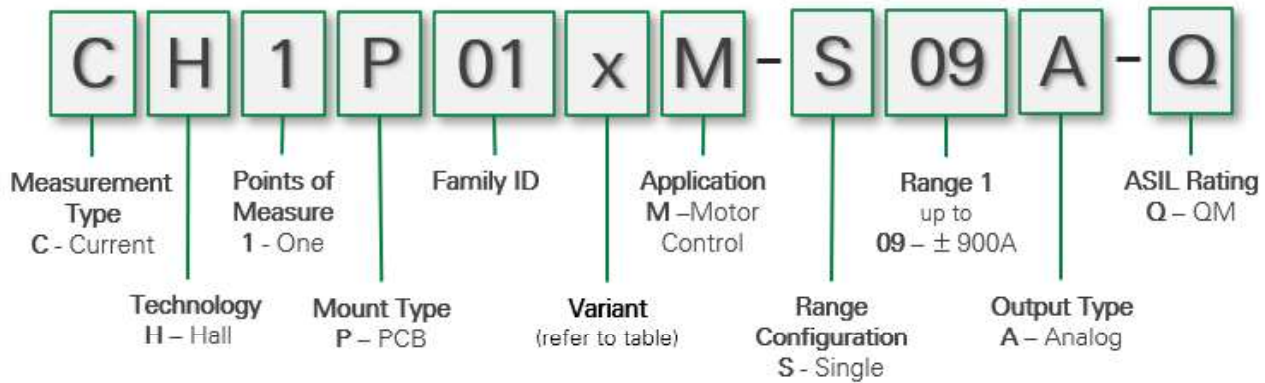 C H 1 P 01 x M - S 09 A - Q
Measurement
Type
C - Current
Points of
Measure
1 - One
Family ID
Application
M –Motor
Control
Range 1
up to
09 – ± 900A
ASIL Rating
Q – QM
Technology
H – Hall
Mount Type
P – PCB
Variant
(refer to table)
Range
Configuration
S - Single
Output Type
A – Analog